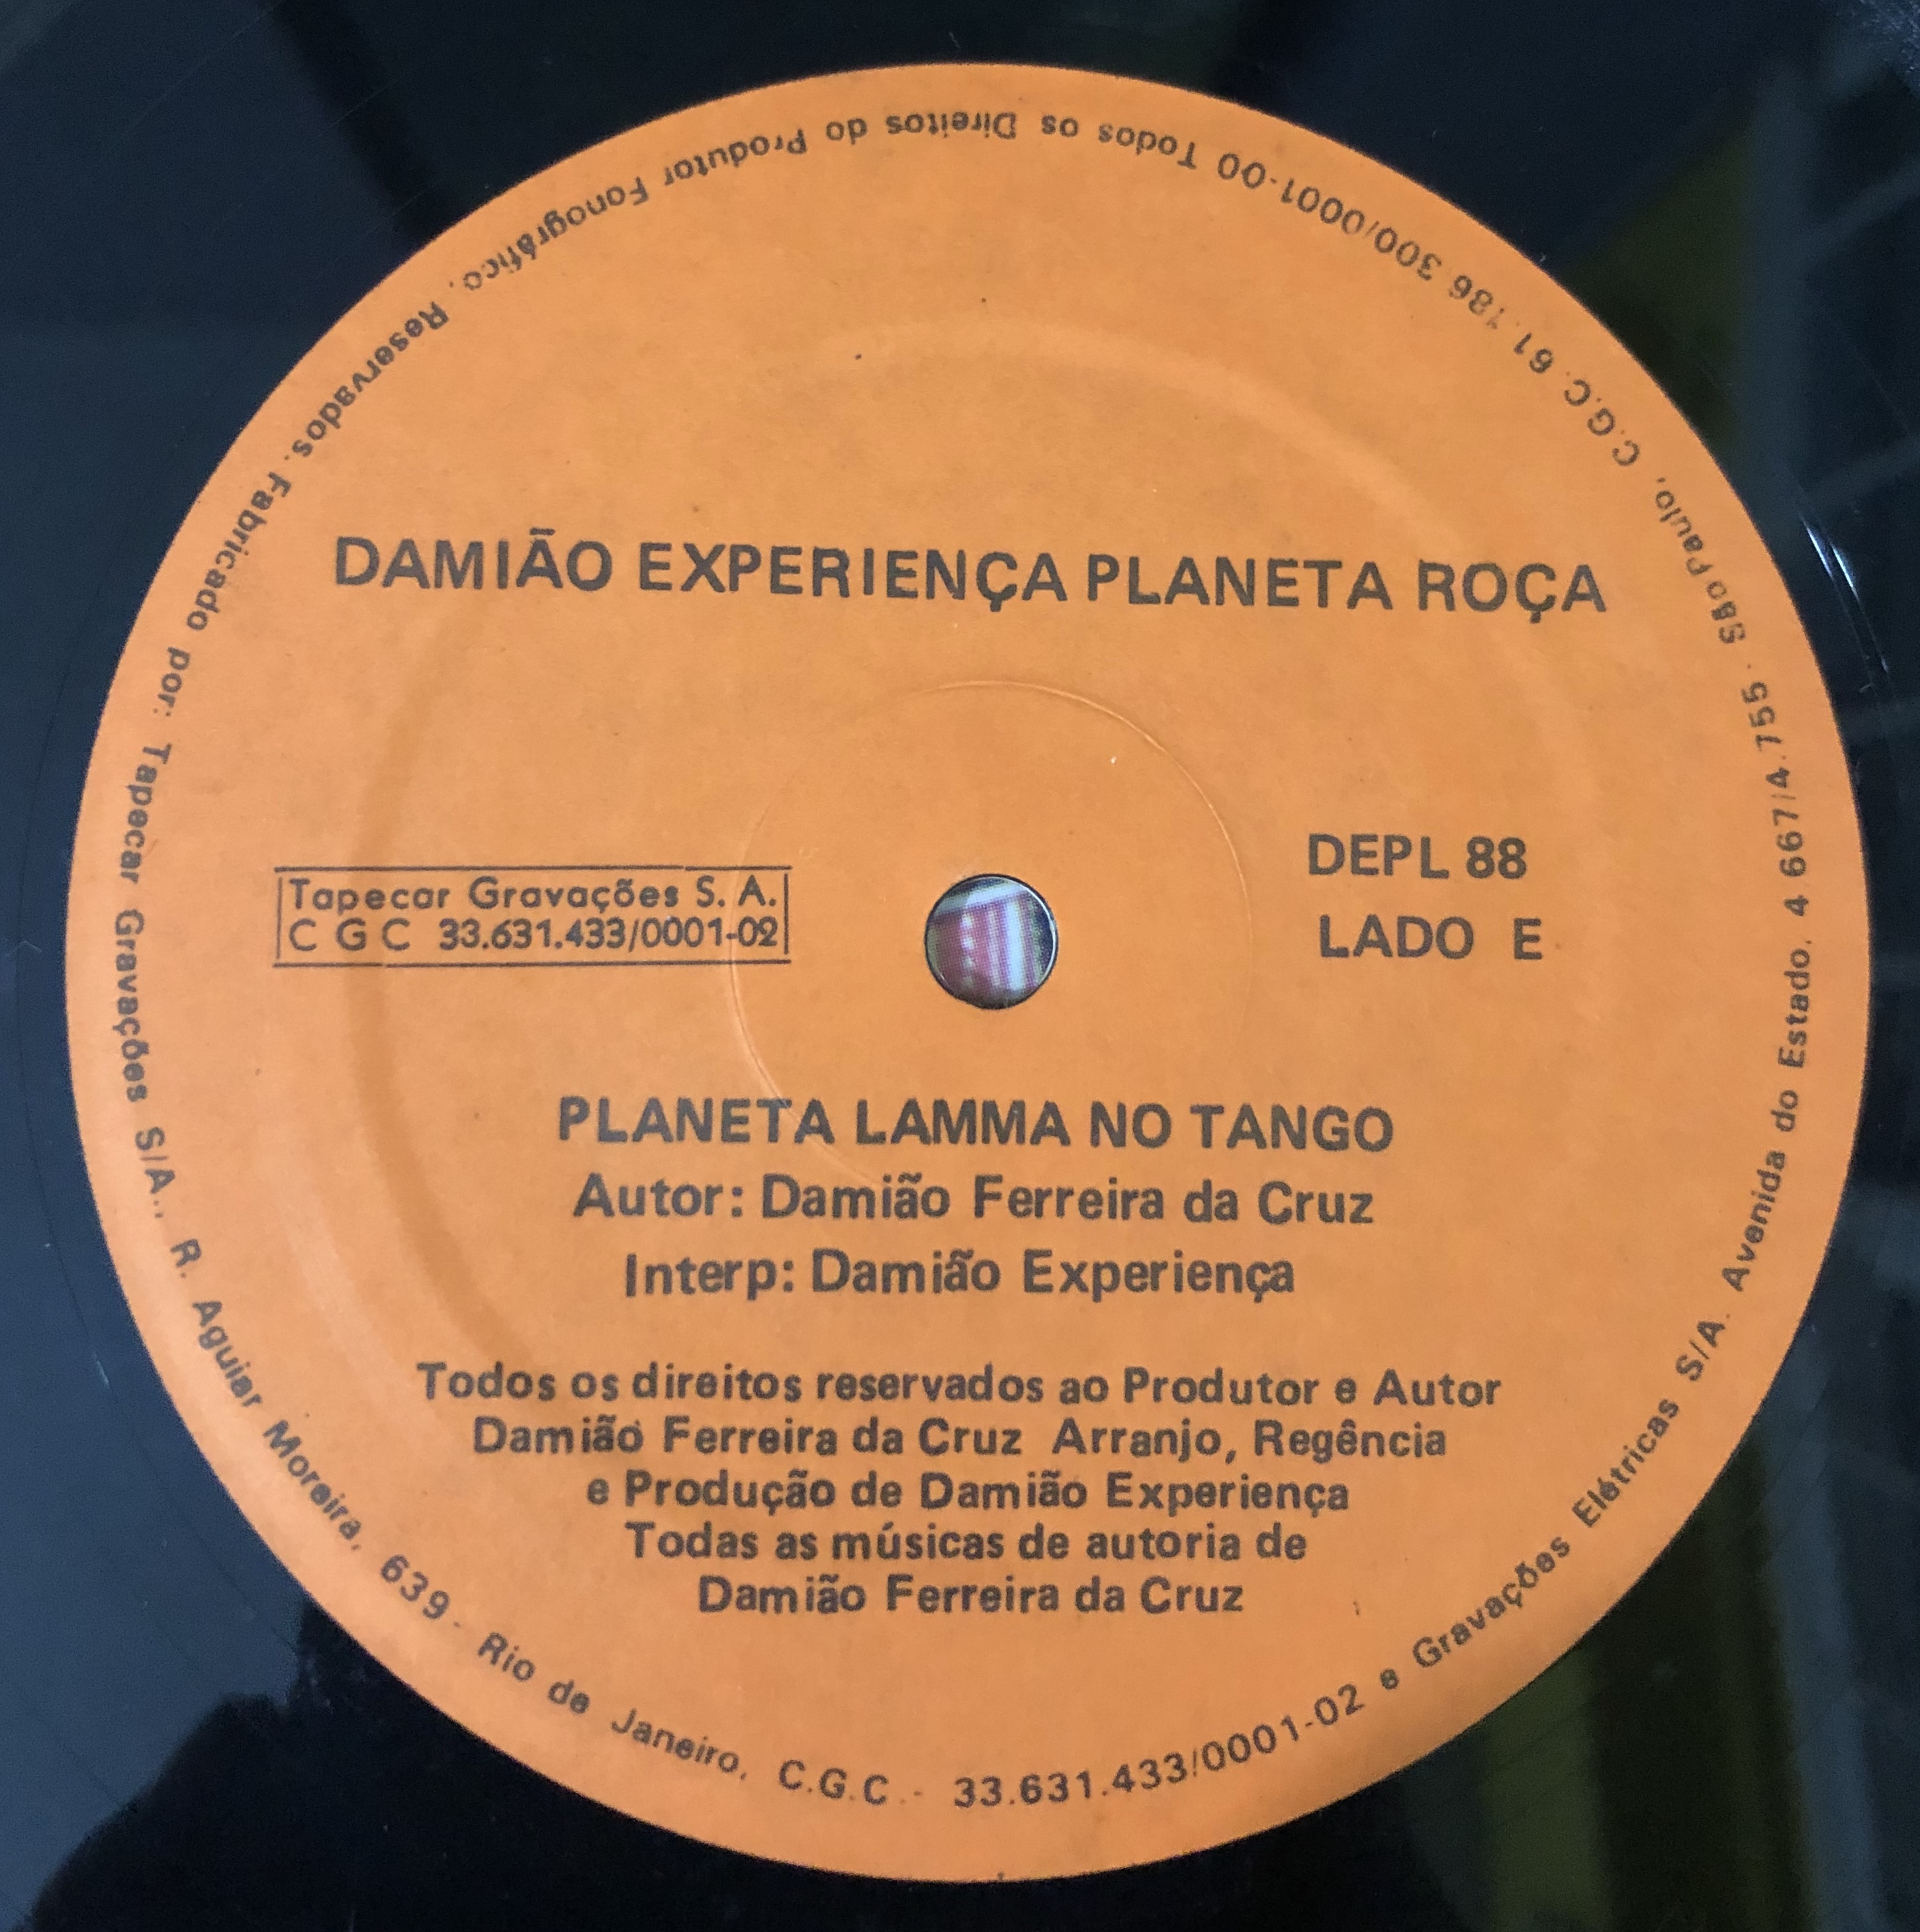 DAMIÃO EXPERIENÇA PLANETA ROÇA
Tapecar Gravações S. A.
C G C 33.631.433/0001-02
DEPL 88
LADO E
PLANETA LAMMA NO TANGO
Autor: Damião Ferreira da Cruz
Interp: Damião Experiença
Todos os direitos reservados ao Produtor e Autor
Damião Ferreira da Cruz Arranjo, Regência
e Produção de Damião Experiença
Todas as músicas de autoria de
Damião Ferreira da Cruz
Fabricado por: Tapecar Gravações S/A., R. Aguiar Moreira, 639 - Rio de Janeiro, C.G.C. - 33.631.433/0001-02 e Gravações Elétricas S/A. Avenida do Estado, 4 667/4.755 - São Paulo, C.G.C. 61.186 300/0001-00 Todos os Direitos do Produtor Fonográfico, Reservados.